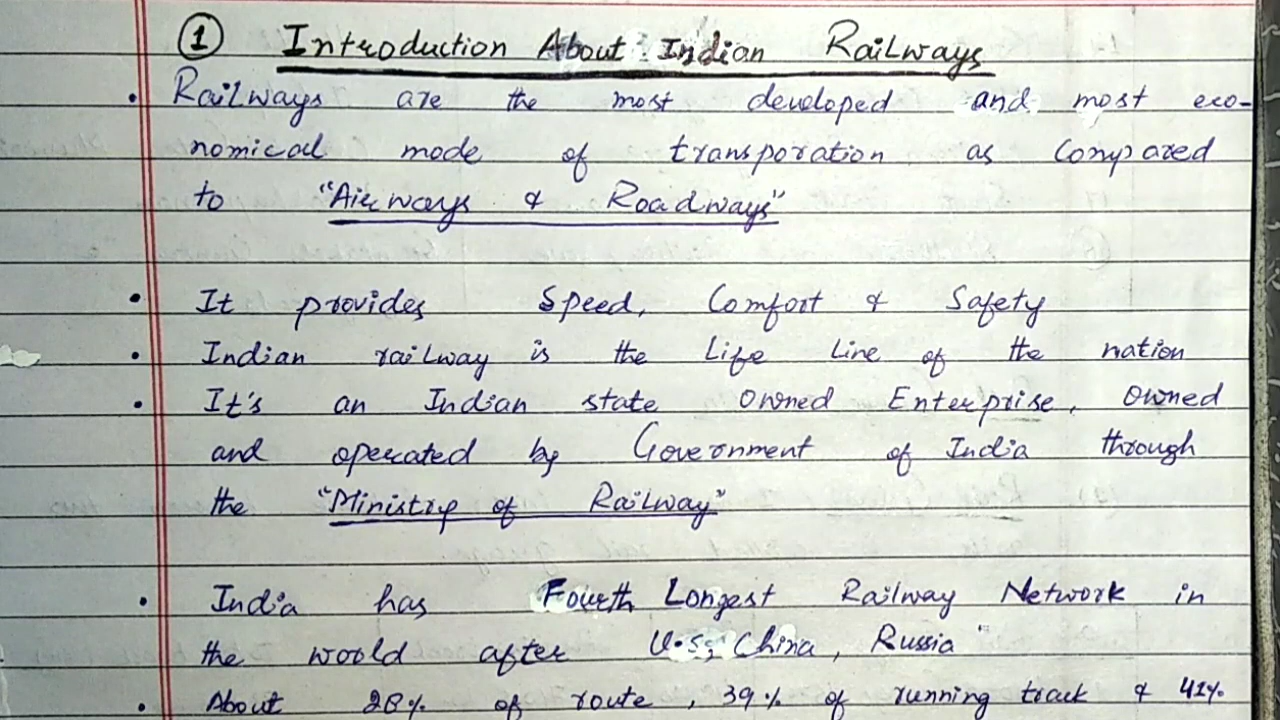 ① Introduction About Indian Railways
• Railways are the most developed and most eco-
nomical mode of transporation as Compared
to "Airways & Roadways"
• It provides Speed, Comfort & Safety
• Indian railway is the Life Line of the nation
• It's an Indian state owned Enterprise, owned
and operated by Government of India through
the "Ministry of Railway"
• India has Fourth Longest Railway Network in
the world after U.S, China, Russia
• About 28% of route, 39% of running track & 41%